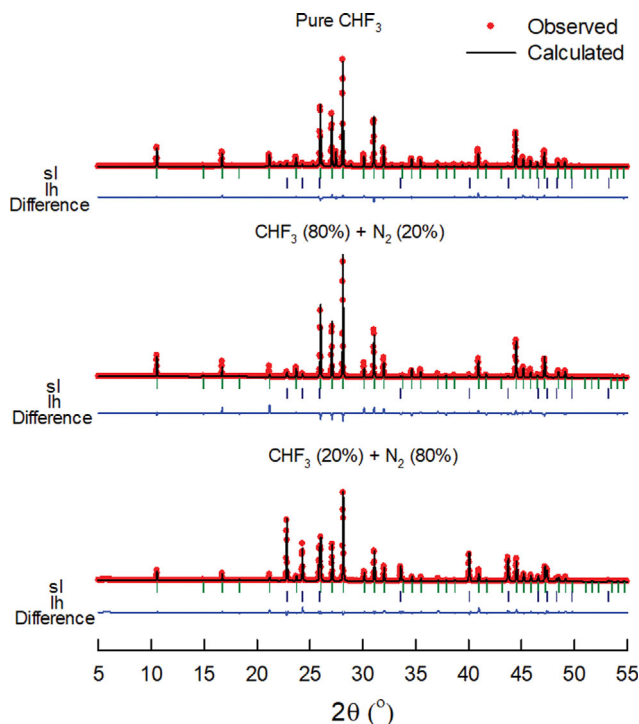 Pure CHF₃
Observed
Calculated
sI
Ih
Difference
CHF₃ (80%) + N₂ (20%)
sI
Ih
Difference
CHF₃ (20%) + N₂ (80%)
sI
Ih
Difference
5 10 15 20 25 30 35 40 45 50 55
2θ (°)